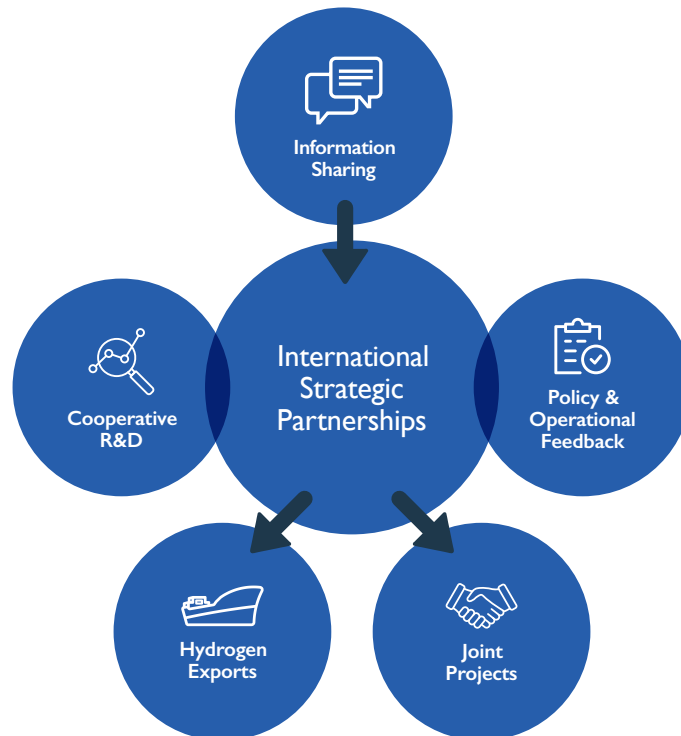 Information
Sharing
International
Strategic
Partnerships
Cooperative
R&D
Policy &
Operational
Feedback
Hydrogen
Exports
Joint
Projects